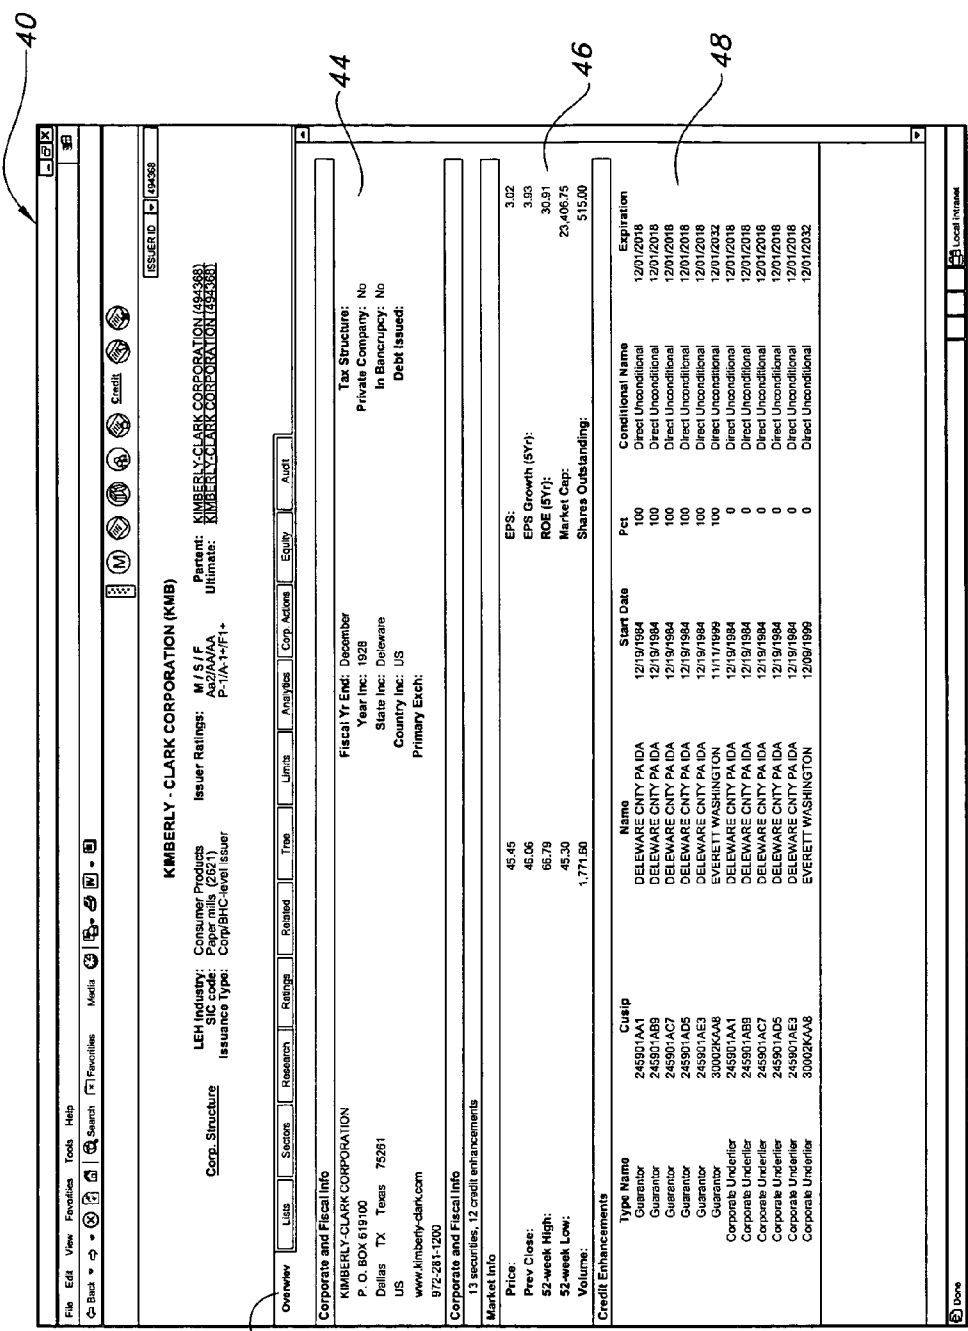 40
File Edit View Favorities Tools Help
Back Search Favorities Media
M Credit
ISSUER ID 494368
KIMBERLY - CLARK CORPORATION (KMB)
Corp. Structure
LEH Industry: Consumer Products
SIC code: Paper mills (2621)
Issuance Type: Corp/BHC-level issuer
Issuer Ratings: M / S / F
Aa2/AA/AA
P-1/A-1+/F1+
Partent: KIMBERLY-CLARK CORPORATION (494368)
Ultimate: KIMBERLY-CLARK CORPORATION (494368)
Overwiev Lists Sectors Research Ratings Related Tree Limits Analytics Corp. Actions Equity Audit
Corporate and Fiscal Info
44
KIMBERLY-CLARK CORPORATION Fiscal Yr End: December Tax Structure:
P. O. BOX 619100 Year Inc: 1928 Private Company: No
Dallas TX Texas 75261 State Inc: Deleware In Bancrupcy: No
US Country Inc: US Debt Issued:
www.kimberly-clark.com Primary Exch:
972-281-1200
Corporate and Fiscal Info
13 securities, 12 credit enhancements
Market Info
46
Price: 45.45 EPS: 3.02
Prev Close: 46.06 EPS Growth (5Yr): 3.93
52-week High: 66.79 ROE (5Yr): 30.91
52-week Low: 45.30 Market Cap: 23,406.75
Volume: 1,771.60 Shares Outstanding: 515.00
Credit Enhancements
48
Type Name Cusip Name Start Date Pct Conditional Name Expiration
Guarantor 245901AA1 DELEWARE CNTY PA IDA 12/19/1984 100 Direct Unconditional 12/01/2018
Guarantor 245901AB9 DELEWARE CNTY PA IDA 12/19/1984 100 Direct Unconditional 12/01/2018
Guarantor 245901AC7 DELEWARE CNTY PA IDA 12/19/1984 100 Direct Unconditional 12/01/2018
Guarantor 245901AD5 DELEWARE CNTY PA IDA 12/19/1984 100 Direct Unconditional 12/01/2018
Guarantor 245901AE3 DELEWARE CNTY PA IDA 12/19/1984 100 Direct Unconditional 12/01/2018
Guarantor 30002KAA8 EVERETT WASHINGTON 11/11/1999 100 Direct Unconditional 12/01/2032
Corporate Underlier 245901AA1 DELEWARE CNTY PA IDA 12/19/1984 0 Direct Unconditional 12/01/2018
Corporate Underlier 245901AB9 DELEWARE CNTY PA IDA 12/19/1984 0 Direct Unconditional 12/01/2018
Corporate Underlier 245901AC7 DELEWARE CNTY PA IDA 12/19/1984 0 Direct Unconditional 12/01/2018
Corporate Underlier 245901AD5 DELEWARE CNTY PA IDA 12/19/1984 0 Direct Unconditional 12/01/2018
Corporate Underlier 245901AE3 DELEWARE CNTY PA IDA 12/19/1984 0 Direct Unconditional 12/01/2018
Corporate Underlier 30002KAA8 EVERETT WASHINGTON 12/09/1999 0 Direct Unconditional 12/01/2032
Done Local intranet